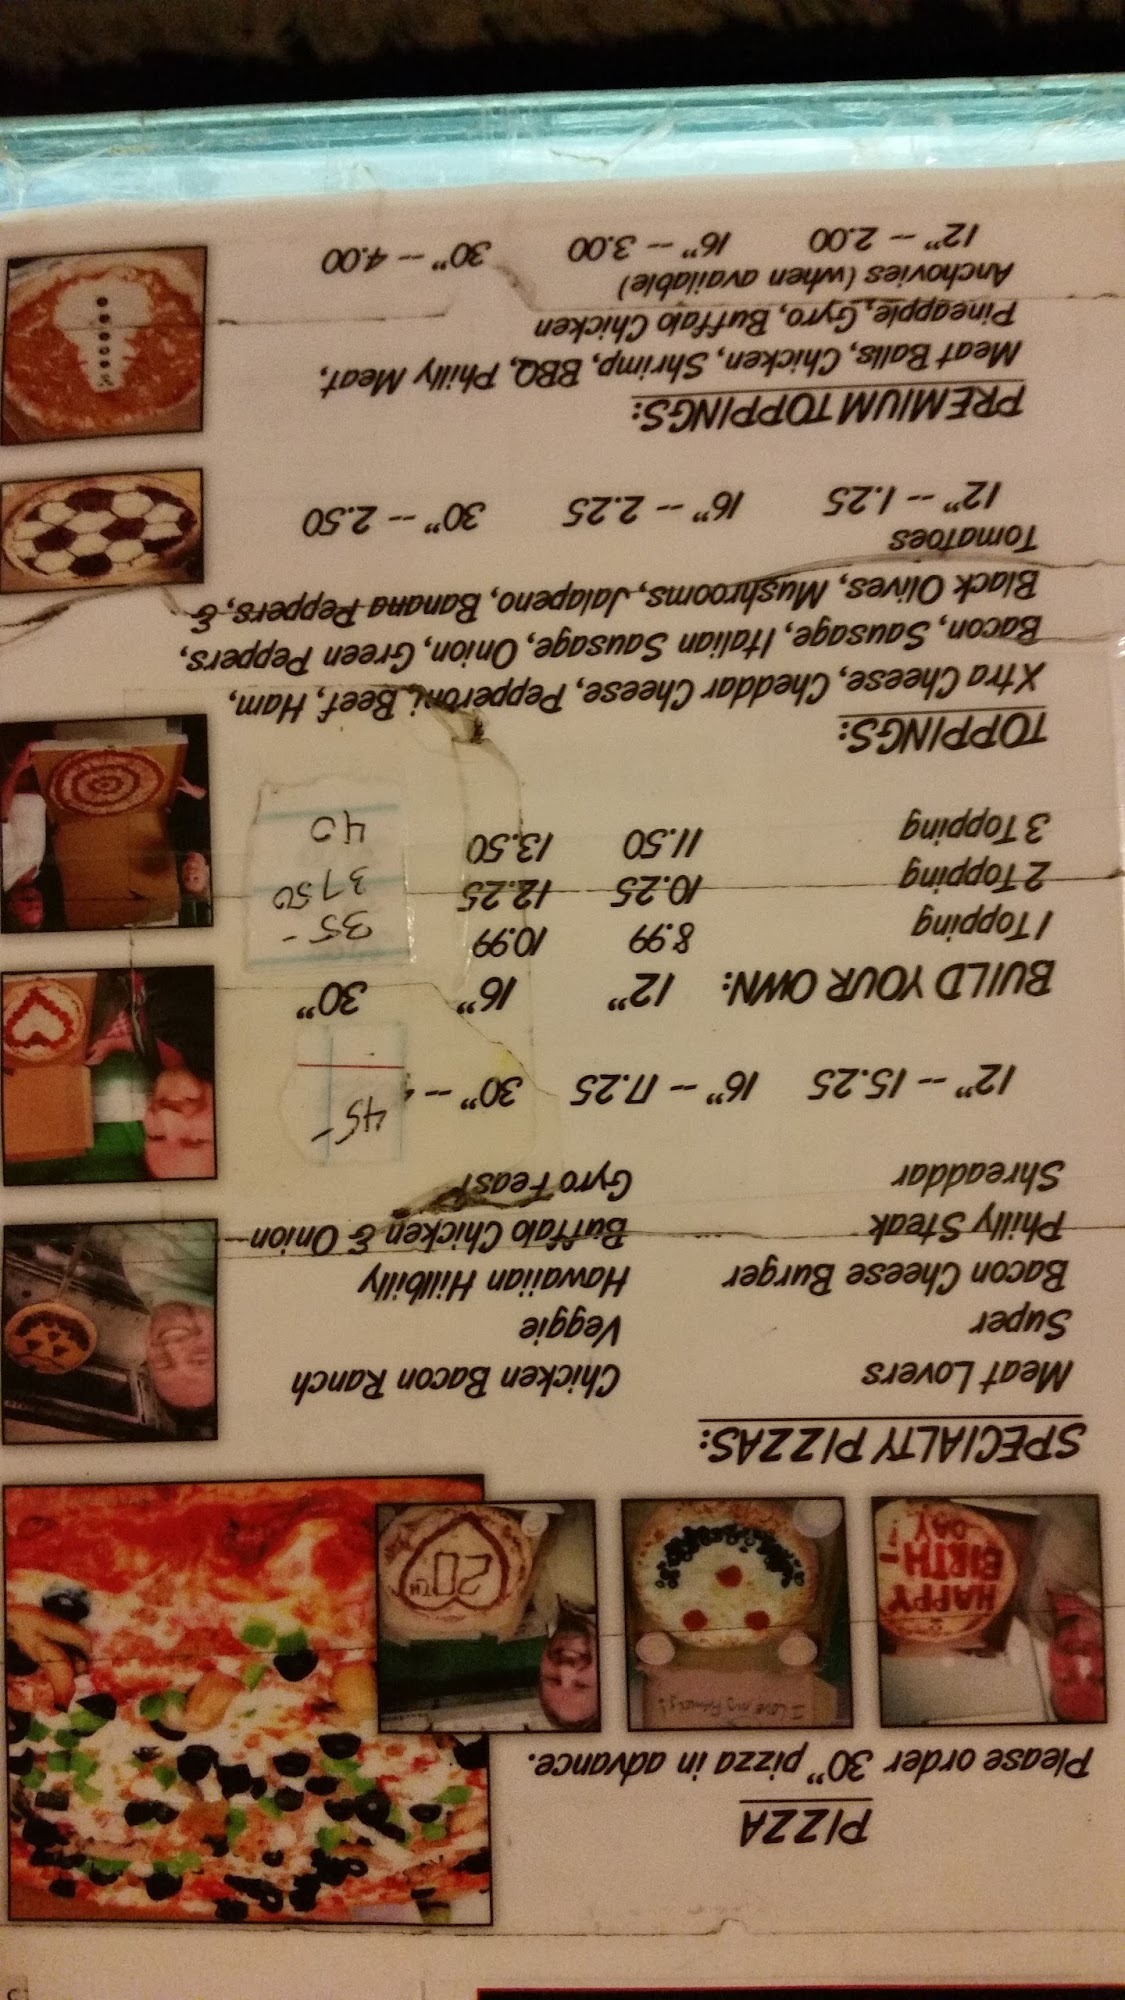 PIZZA
Please order 30" pizza in advance.
HAPPY
BIRTH-
DAY!
I Love my Primos!
20TH
SPECIALTY PIZZAS:
Meat Lovers Chicken Bacon Ranch
Super Veggie
Bacon Cheese Burger Hawaiian Hillbilly
Philly Steak Buffalo Chicken & Onion
Shreaddar Gyro Feast
12" -- 15.25 16" -- 17.25 30" -- 45-
BUILD YOUR OWN: 12" 16" 30"
1 Topping 8.99 10.99 35-
2 Topping 10.25 12.25 3750
3 Topping 11.50 13.50 40
TOPPINGS:
Xtra Cheese, Cheddar Cheese, Pepperoni, Beef, Ham,
Bacon, Sausage, Italian Sausage, Onion, Green Peppers,
Black Olives, Mushrooms, Jalapeno, Banana Peppers, &
Tomatoes
12" -- 1.25 16" -- 2.25 30" -- 2.50
PREMIUM TOPPINGS:
Meat Balls, Chicken, Shrimp, BBQ, Philly Meat,
Pineapple, Gyro, Buffalo Chicken
Anchovies (when available)
12" -- 2.00 16" -- 3.00 30" -- 4.00